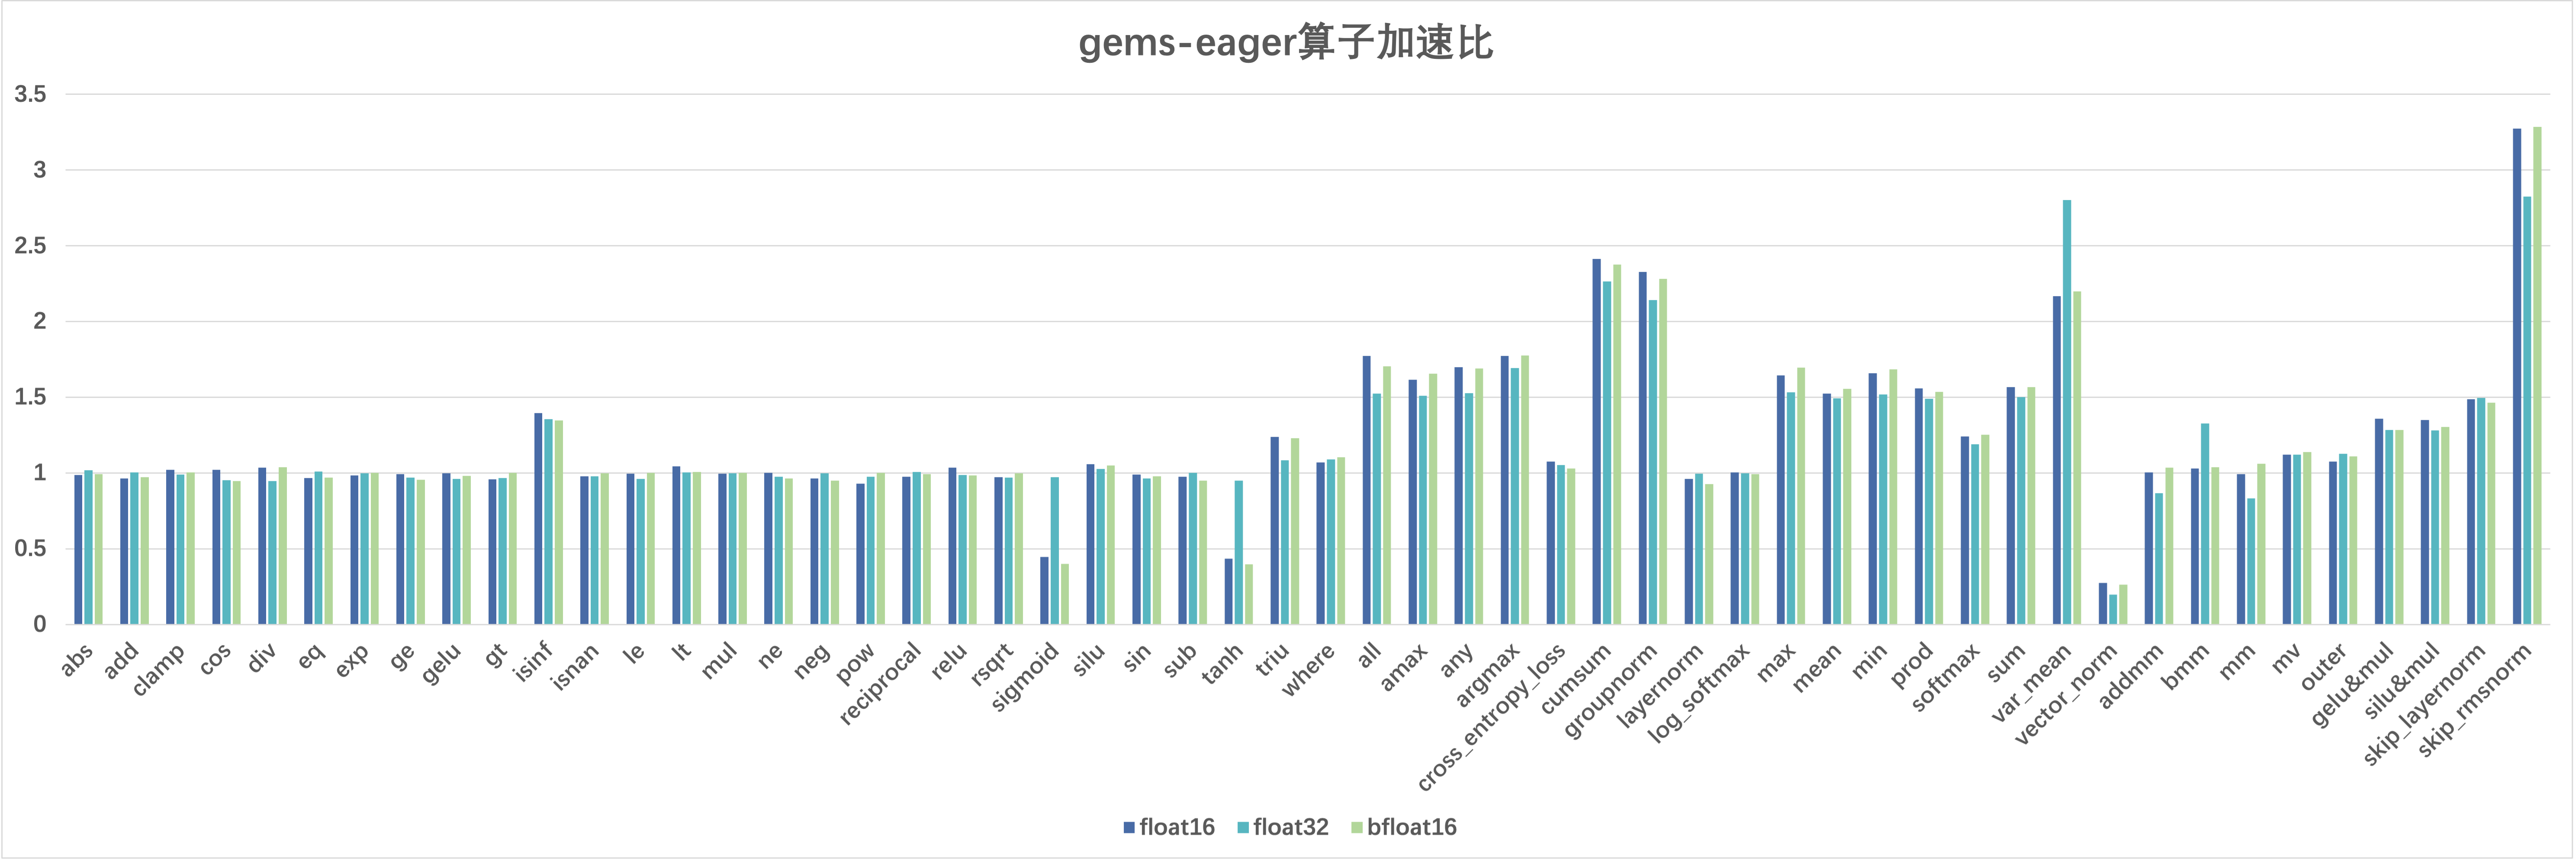 gems-eager算子加速比
3.5
3
2.5
2
1.5
1
0.5
0
abs
add
clamp
cos
div
eq
exp
ge
gelu
gt
isinf
isnan
le
lt
mul
ne
neg
pow
reciprocal
relu
rsqrt
sigmoid
silu
sin
sub
tanh
triu
where
all
amax
any
argmax
cross_entropy_loss
cumsum
groupnorm
layernorm
log_softmax
max
mean
min
prod
softmax
sum
var_mean
vector_norm
addmm
bmm
mm
mv
outer
gelu&mul
silu&mul
skip_layernorm
skip_rmsnorm
float16 float32 bfloat16